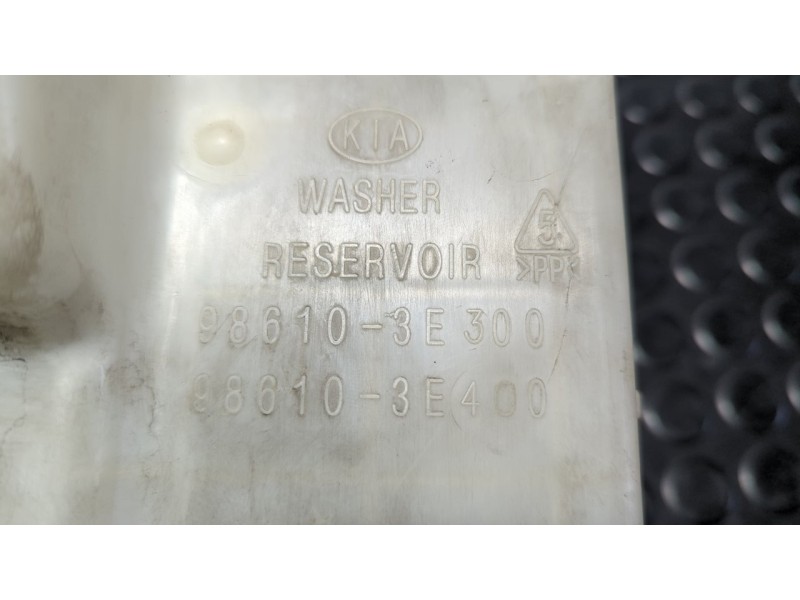 KIA
WASHER
RESERVOIR
5
>PP<
98610-3E300
98610-3E400